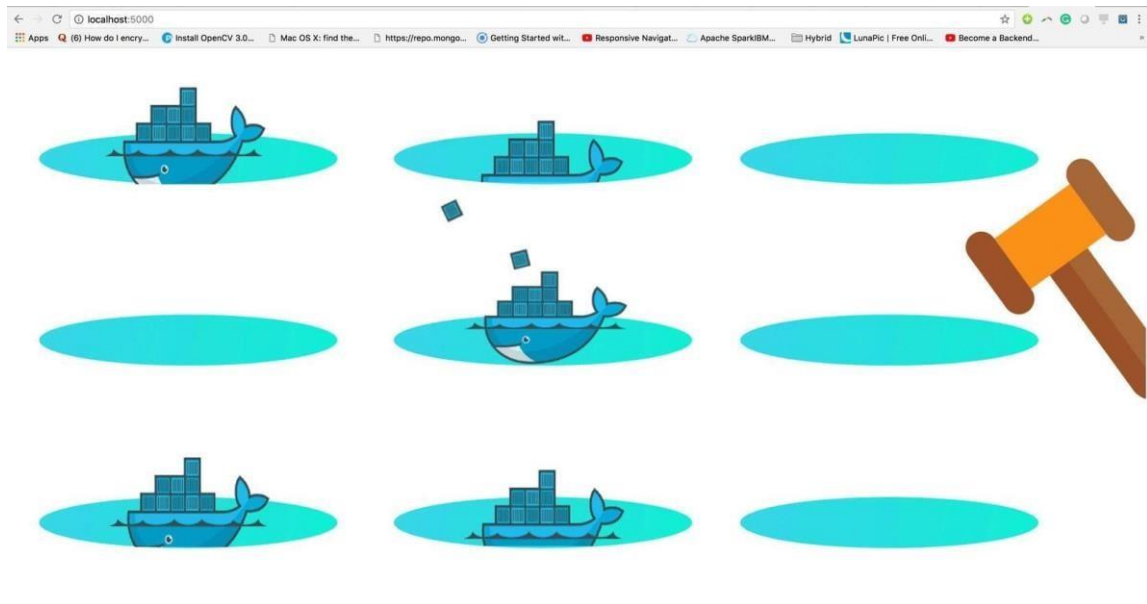 localhost:5000
Apps (6) How do I encry... Install OpenCV 3.0... Mac OS X: find the... https://repo.mongo... Getting Started wit... Responsive Navigat... Apache SparkIBM... Hybrid LunaPic | Free Onli... Become a Backend... »